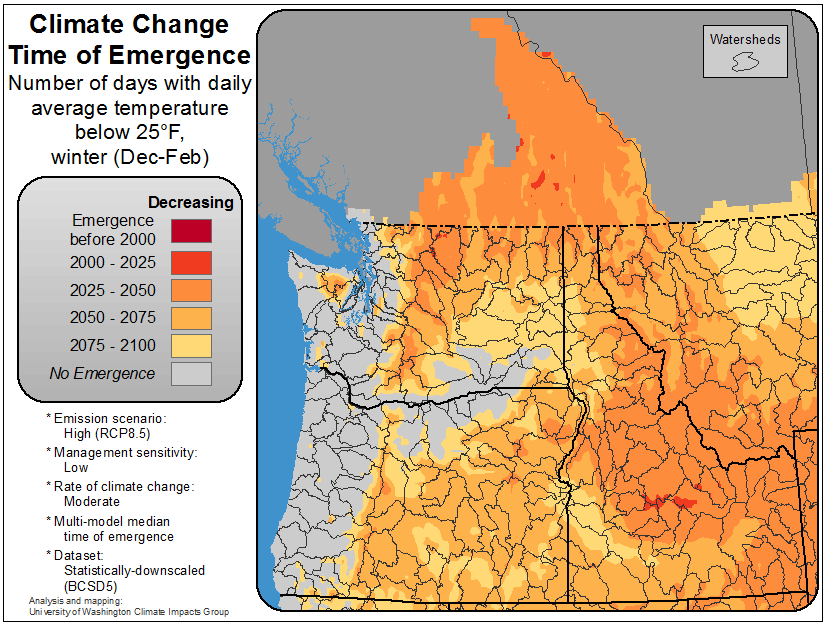 Climate Change
Time of Emergence
Number of days with daily
average temperature
below 25°F,
winter (Dec-Feb)
Decreasing
Emergence
before 2000
2000 - 2025
2025 - 2050
2050 - 2075
2075 - 2100
No Emergence
* Emission scenario:
High (RCP8.5)
* Management sensitivity:
Low
* Rate of climate change:
Moderate
* Multi-model median
time of emergence
* Dataset:
Statistically-downscaled
(BCSD5)
Analysis and mapping:
University of Washington Climate Impacts Group
Watersheds